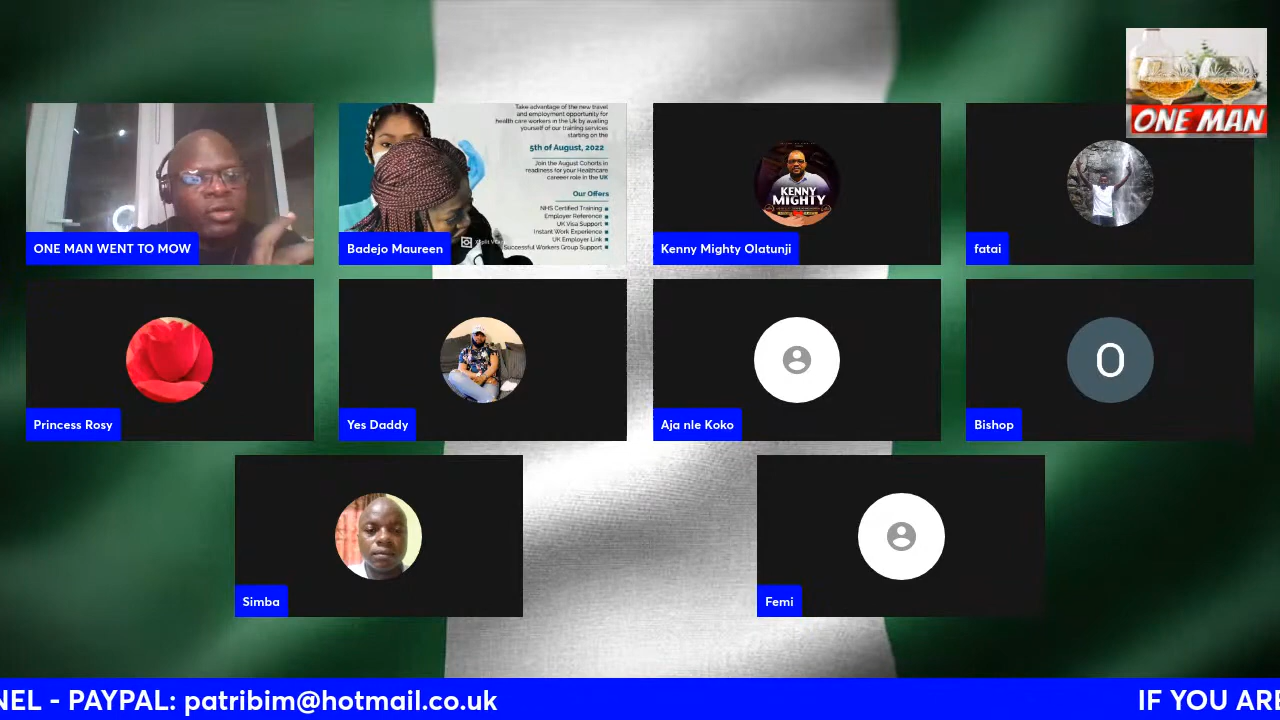 ONE MAN
Take advantage of the new travel
and employment opportunity for
health care workers in the Uk by availing
yourself of our training services
starting on the
5th of August, 2022
Join the August Cohorts in
readiness for your Healthcare
careeer role in the UK
Our Offers
NHS Certified Training
Employer Reference
UK Visa Support
Instant Work Experience
UK Employer Link
Successful Workers Group Support
ONE MAN WENT TO MOW
Badejo Maureen
KENNY
MIGHTY
Kenny Mighty Olatunji
fatai
Princess Rosy
Yes Daddy
Aja nle Koko
O
Bishop
Simba
Femi
NEL - PAYPAL: patribim@hotmail.co.uk
IF YOU ARE